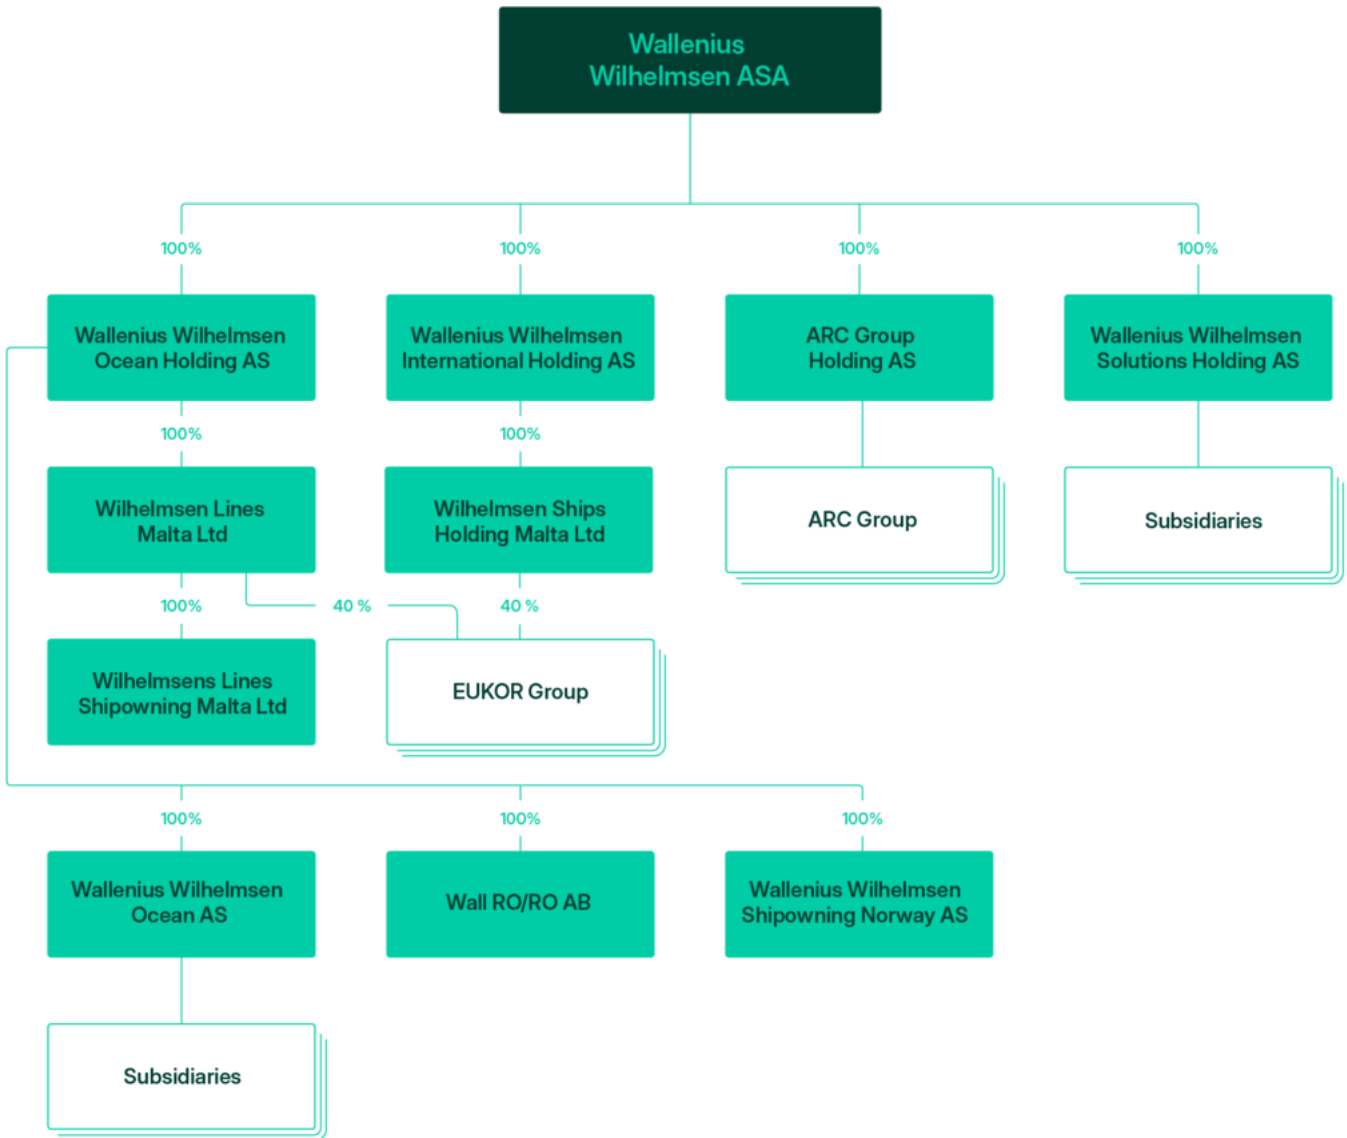 Wallenius
Wilhelmsen ASA
100%
100%
100%
100%
Wallenius Wilhelmsen
Ocean Holding AS
Wallenius Wilhelmsen
International Holding AS
ARC Group
Holding AS
Wallenius Wilhelmsen
Solutions Holding AS
100%
100%
Wilhelmsen Lines
Malta Ltd
Wilhelmsen Ships
Holding Malta Ltd
ARC Group
Subsidiaries
100%
40 %
40 %
Wilhelmsens Lines
Shipowning Malta Ltd
EUKOR Group
100%
100%
100%
Wallenius Wilhelmsen
Ocean AS
Wall RO/RO AB
Wallenius Wilhelmsen
Shipowning Norway AS
Subsidiaries